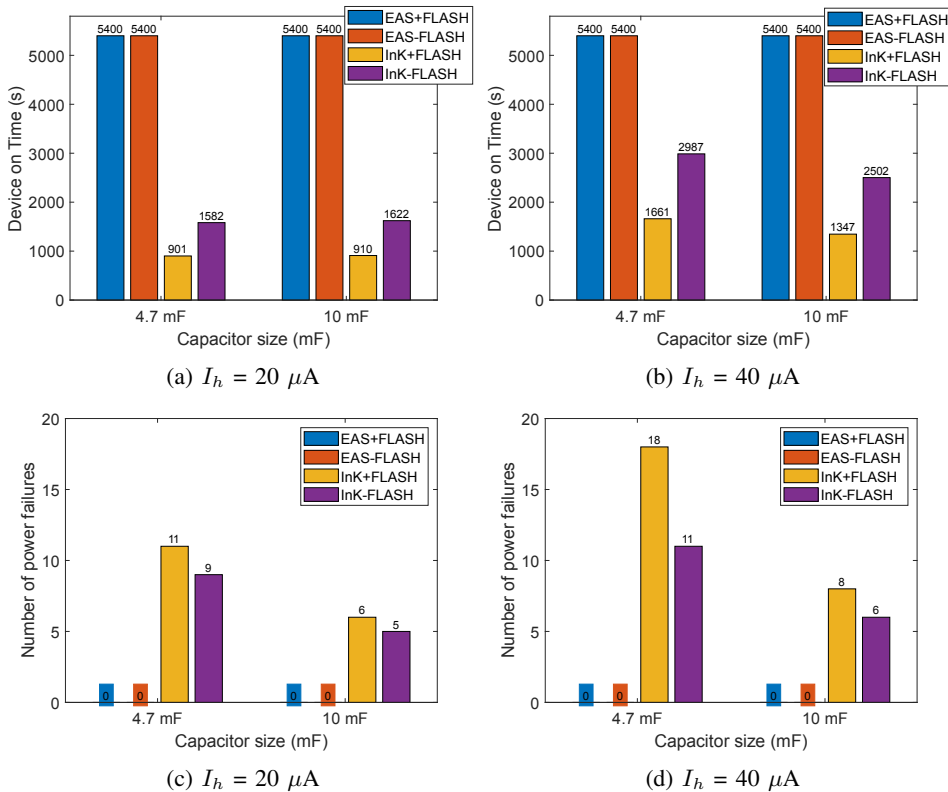 EAS+FLASH
EAS-FLASH
InK+FLASH
InK-FLASH
5400 5400 5400 5400
901 1582 910 1622
5000
4000
3000
2000
1000
0
Device on Time (s)
4.7 mF 10 mF
Capacitor size (mF)
(a) I_h = 20 μA
EAS+FLASH
EAS-FLASH
InK+FLASH
InK-FLASH
5400 5400 5400 5400
1661 2987 1347 2502
5000
4000
3000
2000
1000
0
Device on Time (s)
4.7 mF 10 mF
Capacitor size (mF)
(b) I_h = 40 μA
EAS+FLASH
EAS-FLASH
InK+FLASH
InK-FLASH
0 0 11 9 0 0 6 5
20
15
10
5
0
Number of power failures
4.7 mF 10 mF
Capacitor size (mF)
(c) I_h = 20 μA
EAS+FLASH
EAS-FLASH
InK+FLASH
InK-FLASH
0 0 18 11 0 0 8 6
20
15
10
5
0
Number of power failures
4.7 mF 10 mF
Capacitor size (mF)
(d) I_h = 40 μA